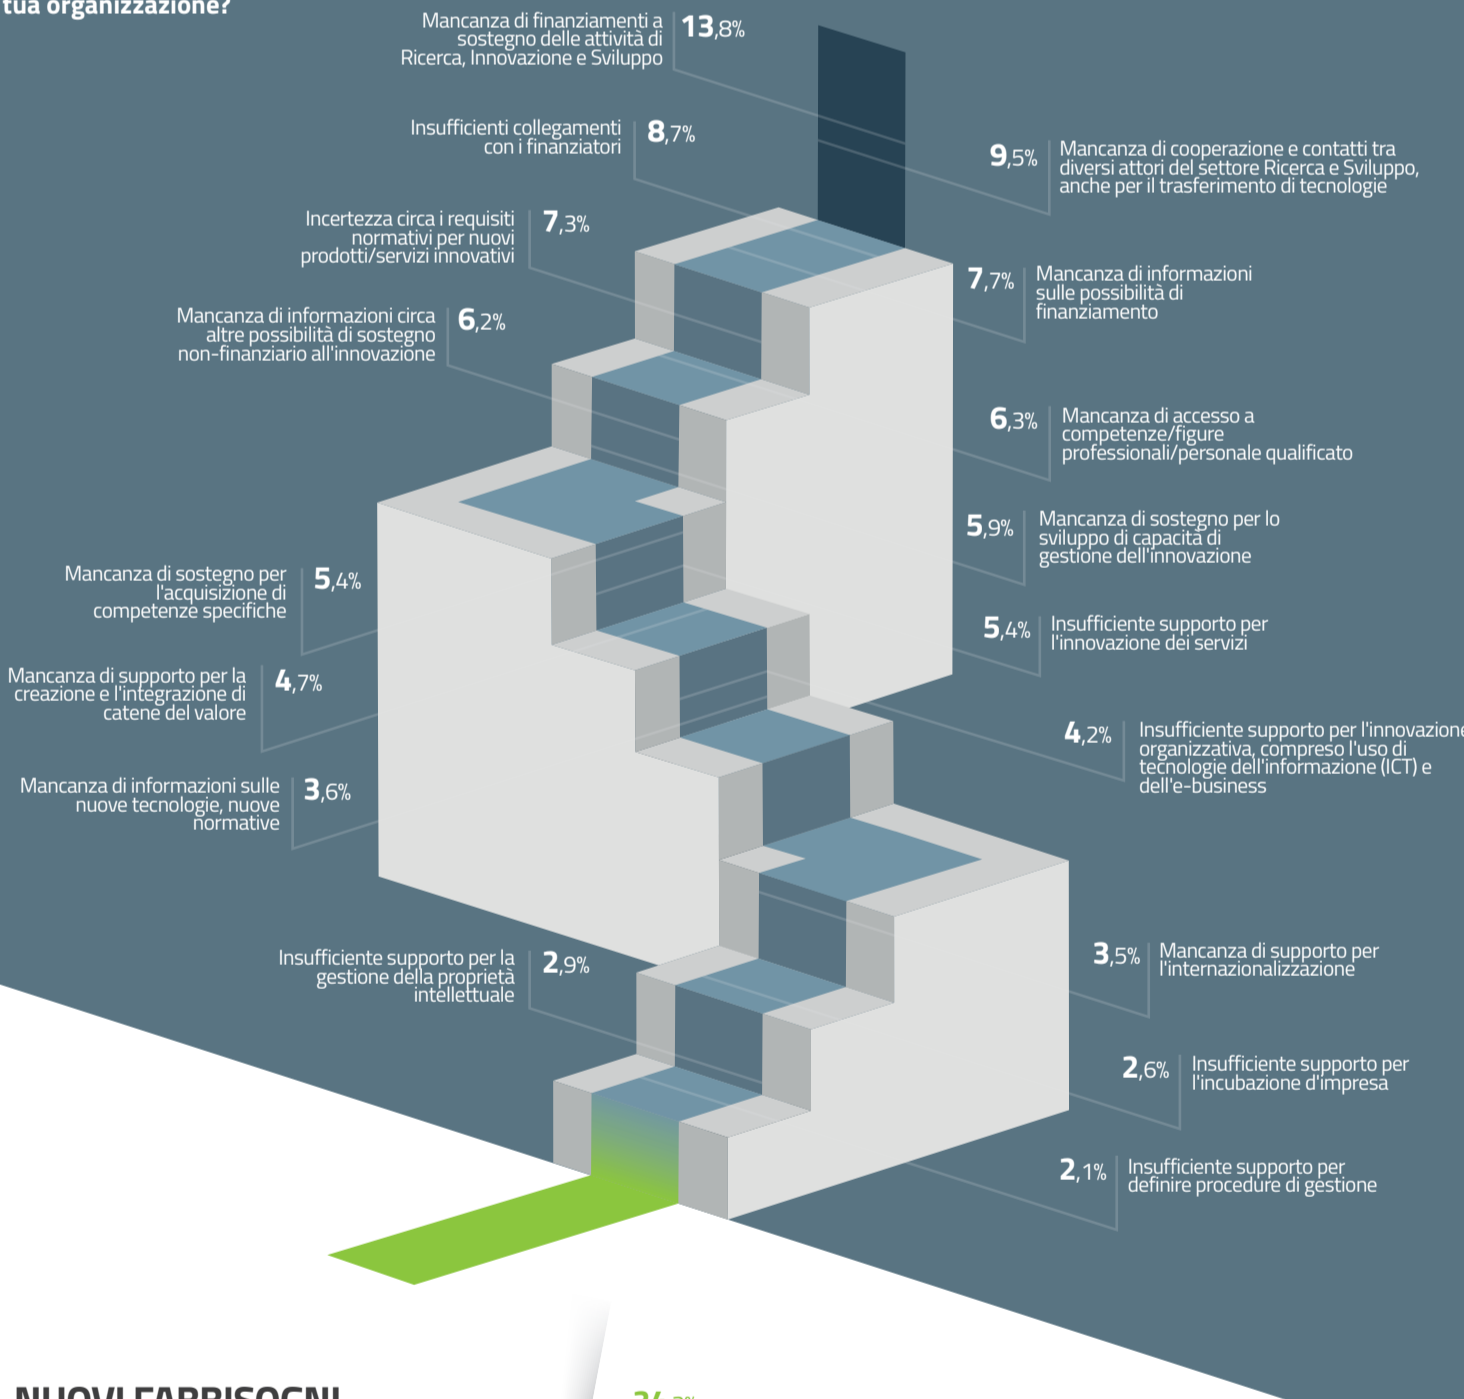 tua organizzazione?
Mancanza di finanziamenti a
sostegno delle attività di
Ricerca, Innovazione e Sviluppo
13,8%
Insufficienti collegamenti
con i finanziatori
8,7%
9,5%
Mancanza di cooperazione e contatti tra
diversi attori del settore Ricerca e Sviluppo,
anche per il trasferimento di tecnologie
Incertezza circa i requisiti
normativi per nuovi
prodotti/servizi innovativi
7,3%
7,7%
Mancanza di informazioni
sulle possibilità di
finanziamento
Mancanza di informazioni circa
altre possibilità di sostegno
non-finanziario all'innovazione
6,2%
6,3%
Mancanza di accesso a
competenze/figure
professionali/personale qualificato
5,9%
Mancanza di sostegno per lo
sviluppo di capacità di
gestione dell'innovazione
Mancanza di sostegno per
l'acquisizione di
competenze specifiche
5,4%
5,4%
Insufficiente supporto per
l'innovazione dei servizi
Mancanza di supporto per la
creazione e l'integrazione di
catene del valore
4,7%
4,2%
Insufficiente supporto per l'innovazione
organizzativa, compreso l'uso di
tecnologie dell'informazione (ICT) e
dell'e-business
Mancanza di informazioni sulle
nuove tecnologie, nuove
normative
3,6%
3,5%
Mancanza di supporto per
l'internazionalizzazione
Insufficiente supporto per la
gestione della proprietà
intellettuale
2,9%
2,6%
Insufficiente supporto per
l'incubazione d'impresa
2,1%
Insufficiente supporto per
definire procedure di gestione
NUOVI FABBISOGNI